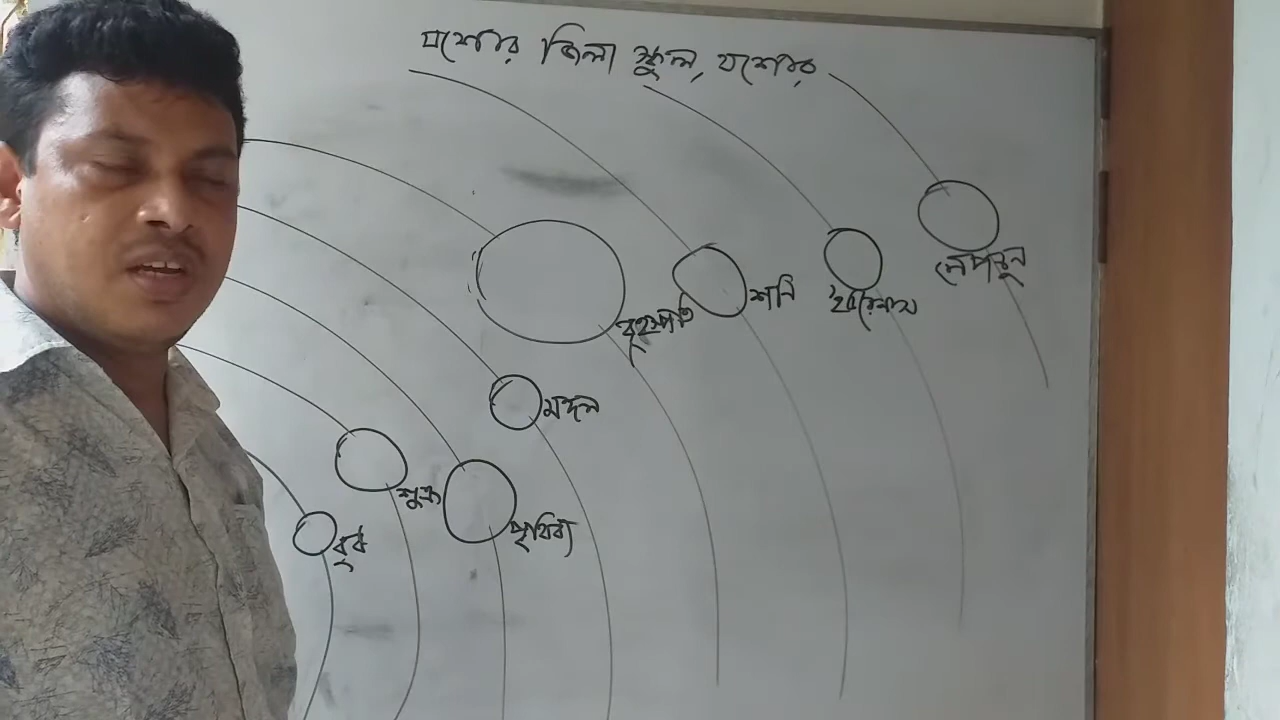 যশোর জিলা স্কুল, যশোর
নেপচুন
ইউরেনাস
শনি
বৃহস্পতি
মঙ্গল
শুক্র
পৃথিবী
বুধ